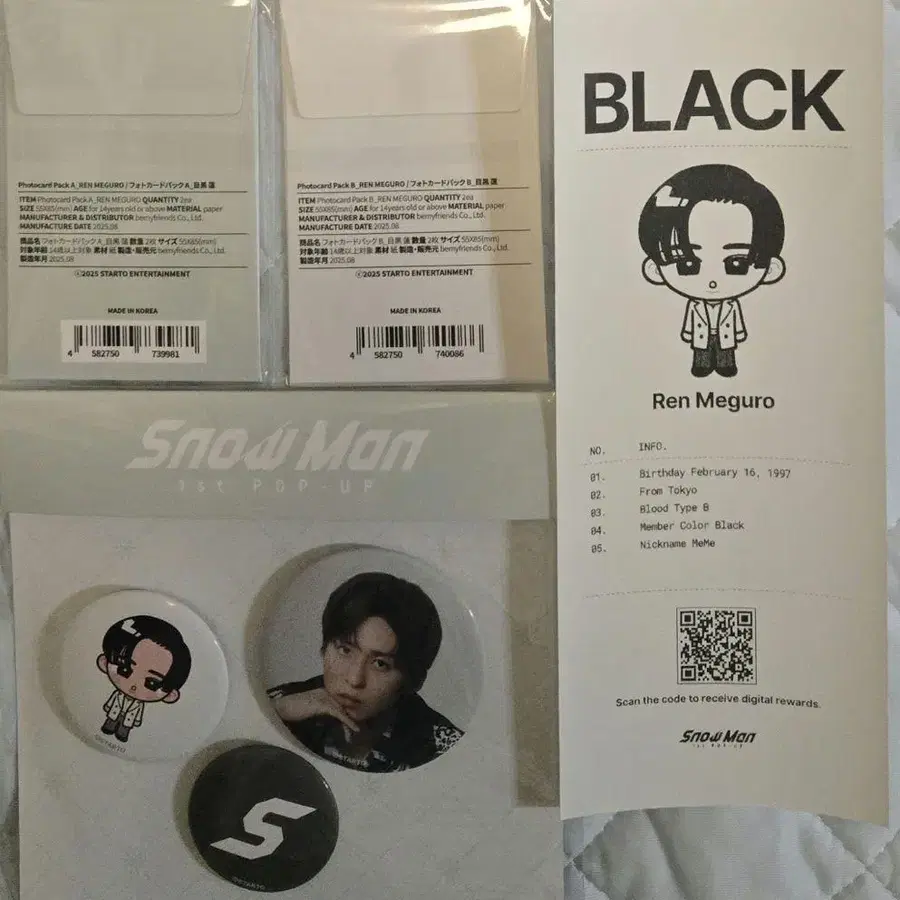 Photocard Pack A_REN MEGURO / フォトカードパック A_目黒 蓮
ITEM Photocard Pack A_REN MEGURO QUANTITY 2ea
SIZE 55X85(mm) AGE for 14years old or above MATERIAL paper
MANUFACTURER & DISTRIBUTOR bemyfriends Co., Ltd.
MANUFACTURE DATE 2025.08
商品名 フォトカードパック A_目黒 蓮 数量 2枚 サイズ 55X85(mm)
対象年齢 14歳以上対象 素材 紙 製造・販売元 bemyfriends Co., Ltd.
製造年月 2025.08
©2025 STARTO ENTERTAINMENT
MADE IN KOREA
4 582750 739981
Photocard Pack B_REN MEGURO / フォトカードパック B_目黒 蓮
ITEM Photocard Pack B_REN MEGURO QUANTITY 2ea
SIZE 55X85(mm) AGE for 14years old or above MATERIAL paper
MANUFACTURER & DISTRIBUTOR bemyfriends Co., Ltd.
MANUFACTURE DATE 2025.08
商品名 フォトカードパック B_目黒 蓮 数量 2枚 サイズ 55X85(mm)
対象年齢 14歳以上対象 素材 紙 製造・販売元 bemyfriends Co., Ltd.
製造年月 2025.08
©2025 STARTO ENTERTAINMENT
MADE IN KOREA
4 582750 740086
Snow Man
1st POP-UP
©STARTO
©STARTO
S
©STARTO
BLACK
Ren Meguro
NO. INFO.
01. Birthday February 16, 1997
02. From Tokyo
03. Blood Type B
04. Member Color Black
05. Nickname MeMe
Scan the code to receive digital rewards.
Snow Man
1st POP-UP